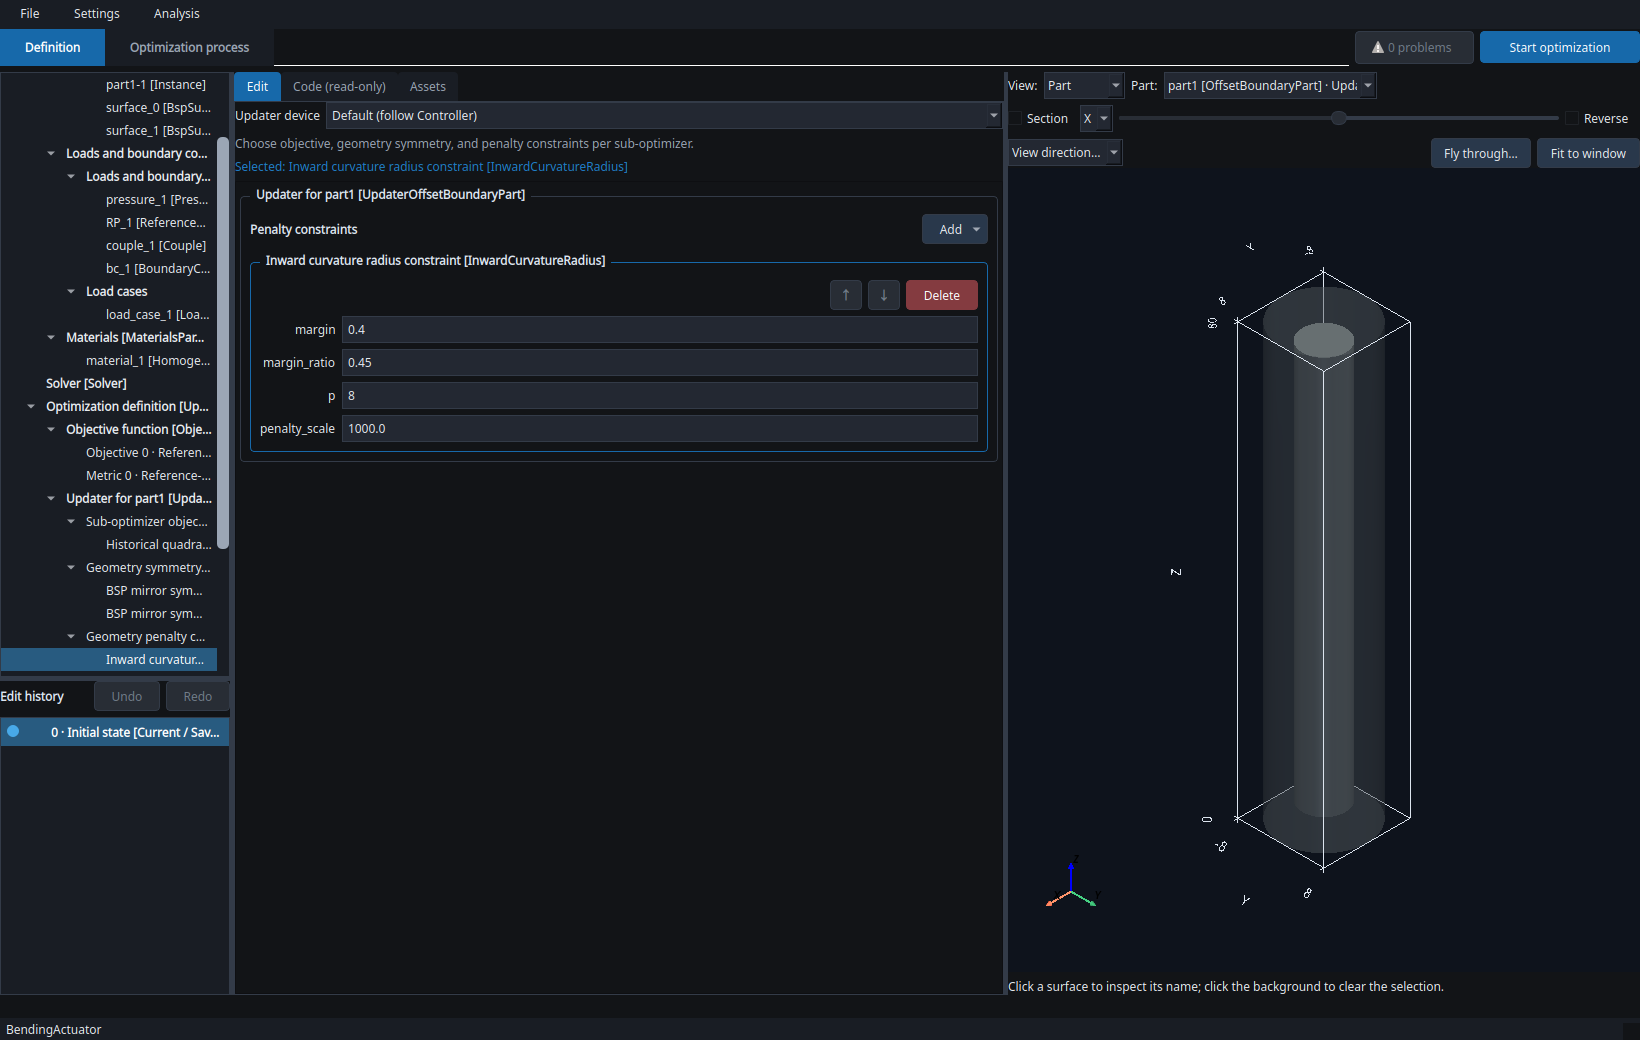 File Settings Analysis
Definition Optimization process 0 problems Start optimization
part1-1 [Instance]
surface_0 [BspSu...
surface_1 [BspSu...
Loads and boundary co...
Loads and boundary...
pressure_1 [Pres...
RP_1 [Reference...
couple_1 [Couple]
bc_1 [BoundaryC...
Load cases
load_case_1 [Loa...
Materials [MaterialsPar...
material_1 [Homoge...
Solver [Solver]
Optimization definition [Up...
Objective function [Obje...
Objective 0 · Referen...
Metric 0 · Reference-...
Updater for part1 [Upda...
Sub-optimizer objec...
Historical quadra...
Geometry symmetry...
BSP mirror sym...
BSP mirror sym...
Geometry penalty c...
Inward curvatur...
Edit history Undo Redo
0 · Initial state [Current / Sav...
Edit Code (read-only) Assets
Updater device Default (follow Controller)
Choose objective, geometry symmetry, and penalty constraints per sub-optimizer.
Selected: Inward curvature radius constraint [InwardCurvatureRadius]
Updater for part1 [UpdaterOffsetBoundaryPart]
Penalty constraints Add
Inward curvature radius constraint [InwardCurvatureRadius]
↑ ↓ Delete
margin 0.4
margin_ratio 0.45
p 8
penalty_scale 1000.0
View: Part Part: part1 [OffsetBoundaryPart] · Upda
Section X Reverse
View direction... Fly through... Fit to window
Z
0
-8
Z
Y
Click a surface to inspect its name; click the background to clear the selection.
BendingActuator